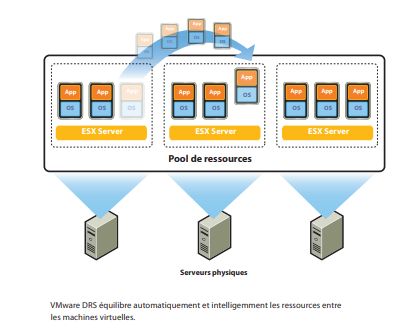 App
OS
App
OS
App
OS
App
OS
App App App OS App App App App App App
OS OS OS OS OS OS OS OS OS
ESX Server ESX Server ESX Server
Pool de ressources
Serveurs physiques
VMware DRS équilibre automatiquement et intelligemment les ressources entre
les machines virtuelles.